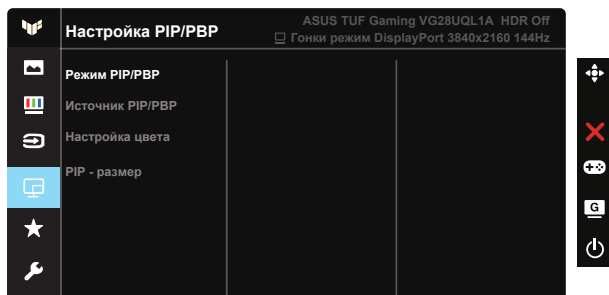 Настройка PIP/PBP
ASUS TUF Gaming VG28UQL1A HDR Off
Гонки режим DisplayPort 3840x2160 144Hz
Режим PIP/PBP
Источник PIP/PBP
Настройка цвета
PIP - размер
G